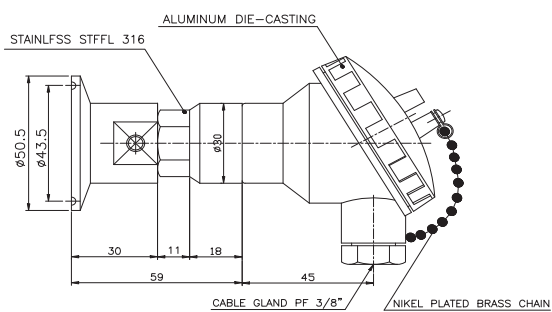 ALUMINUM DIE-CASTING
STAINLFSS STFFL 316
ø50.5
ø43.5
ø30
30
11
18
59
45
CABLE GLAND PF 3/8"
NIKEL PLATED BRASS CHAIN